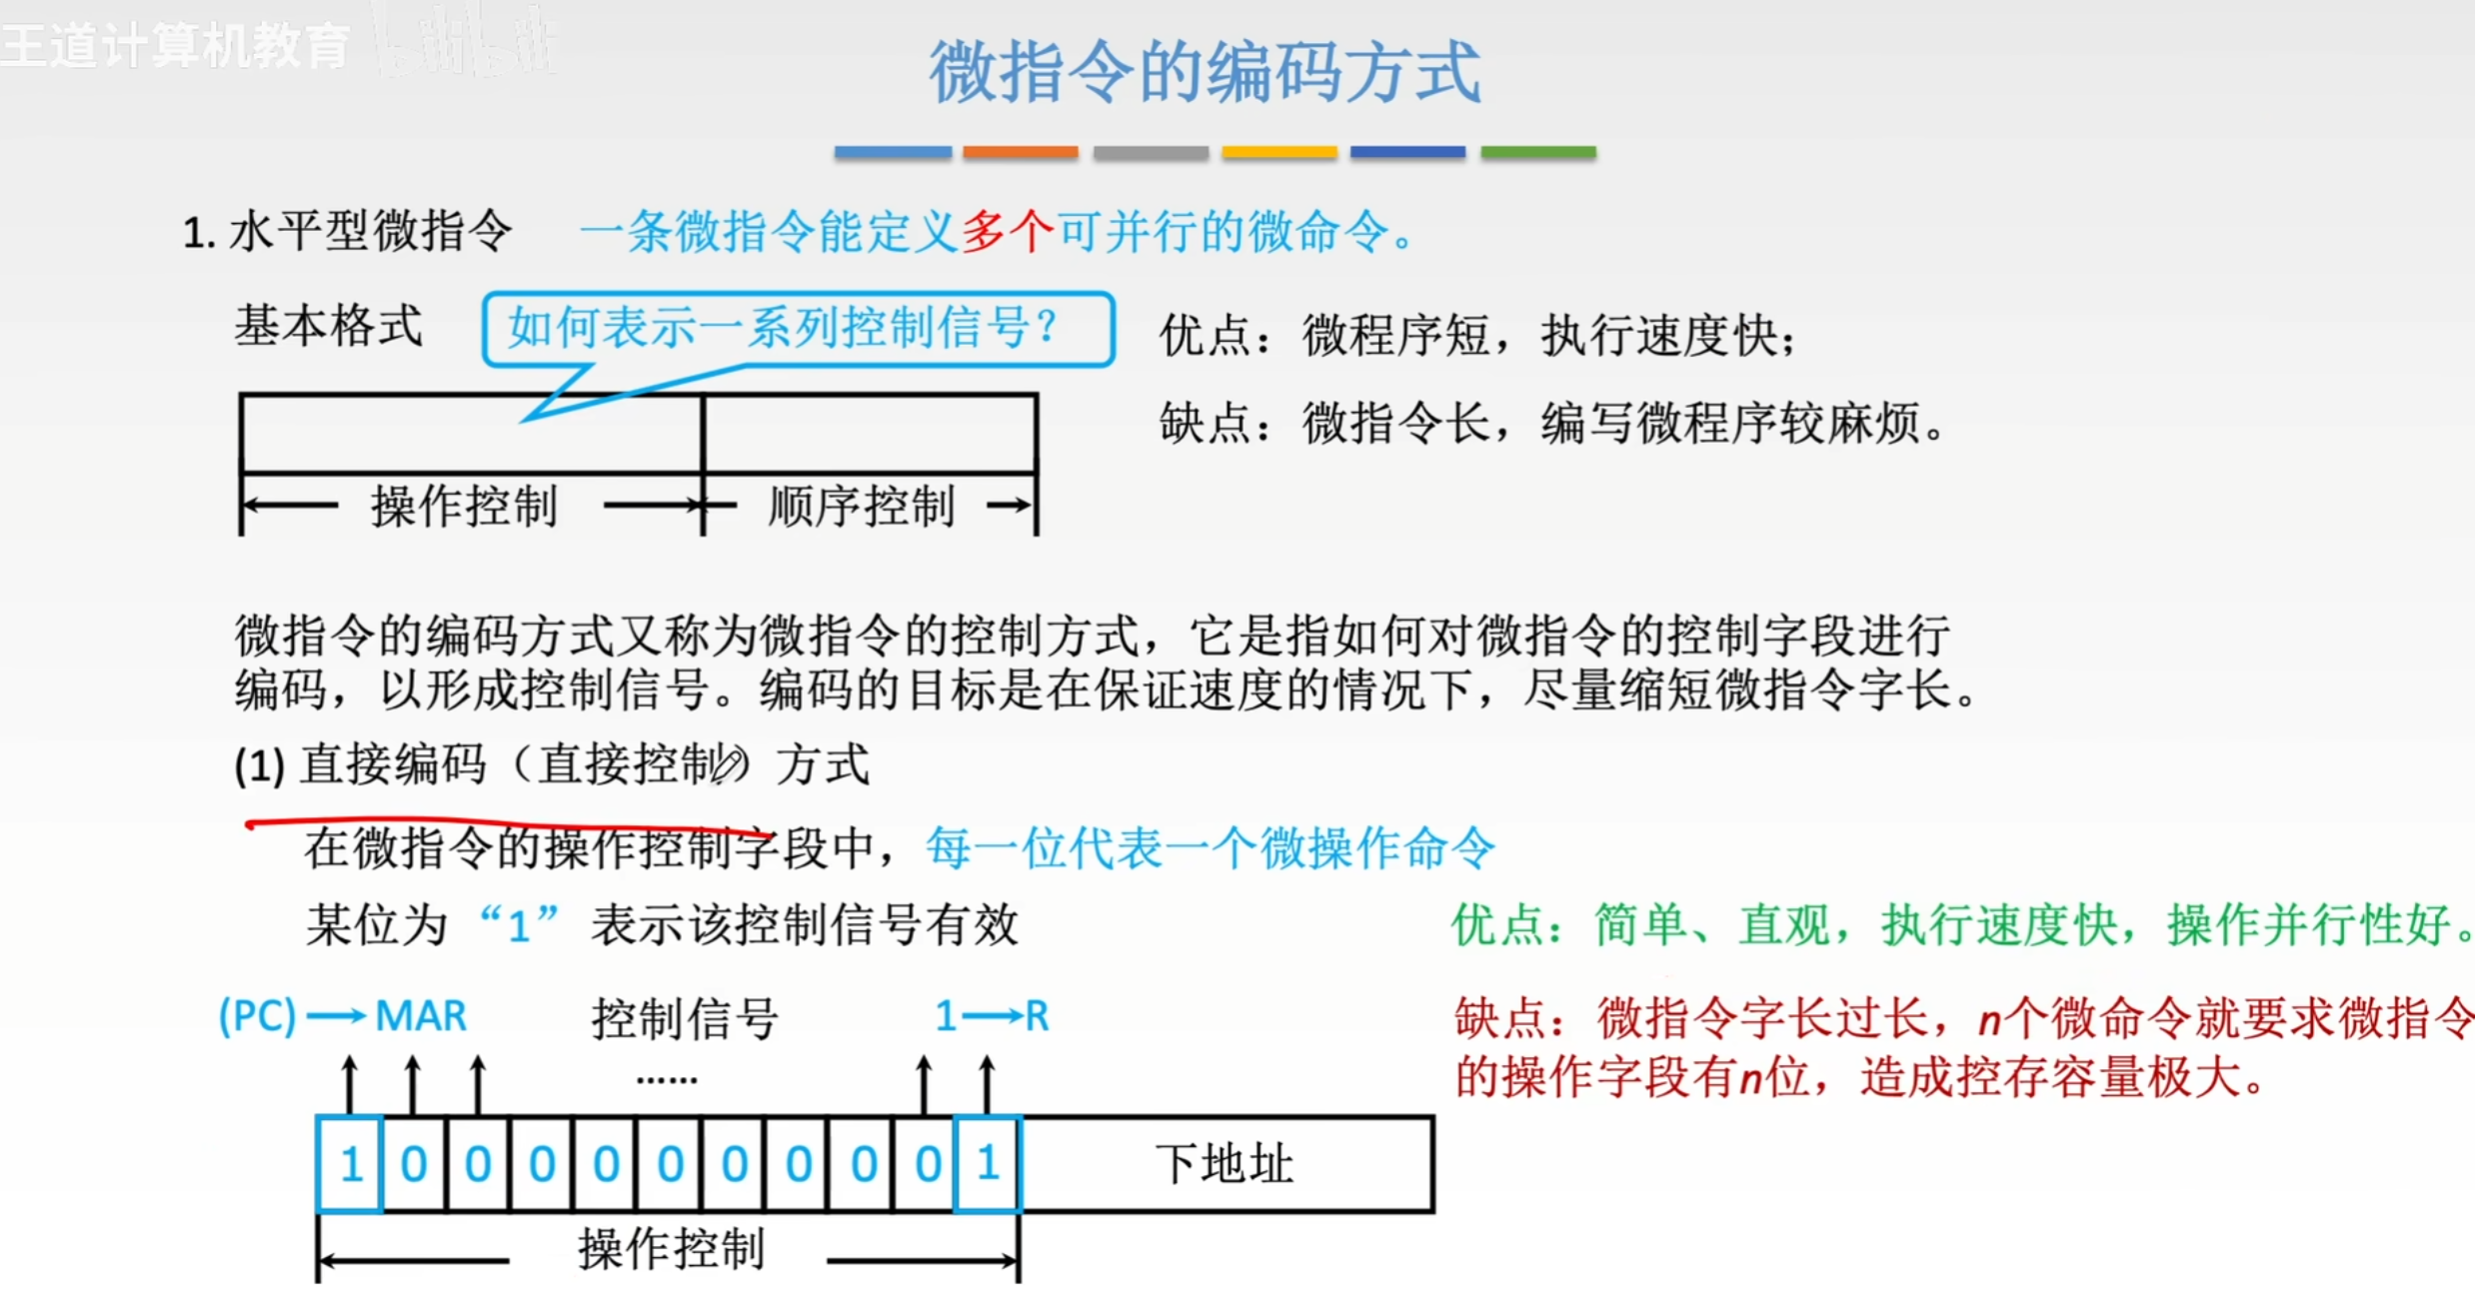 王道计算机教育 bilibili
微指令的编码方式
1. 水平型微指令 一条微指令能定义多个可并行的微命令。
基本格式 如何表示一系列控制信号？
优点：微程序短，执行速度快；
缺点：微指令长，编写微程序较麻烦。
操作控制 顺序控制
微指令的编码方式又称为微指令的控制方式，它是指如何对微指令的控制字段进行
编码，以形成控制信号。编码的目标是在保证速度的情况下，尽量缩短微指令字长。
(1) 直接编码（直接控制）方式
在微指令的操作控制字段中，每一位代表一个微操作命令
某位为“1”表示该控制信号有效
优点：简单、直观，执行速度快，操作并行性好。
缺点：微指令字长过长，n个微命令就要求微指令
的操作字段有n位，造成控存容量极大。
(PC)→MAR 控制信号 1→R
……
1 0 0 0 0 0 0 0 0 0 1 下地址
操作控制